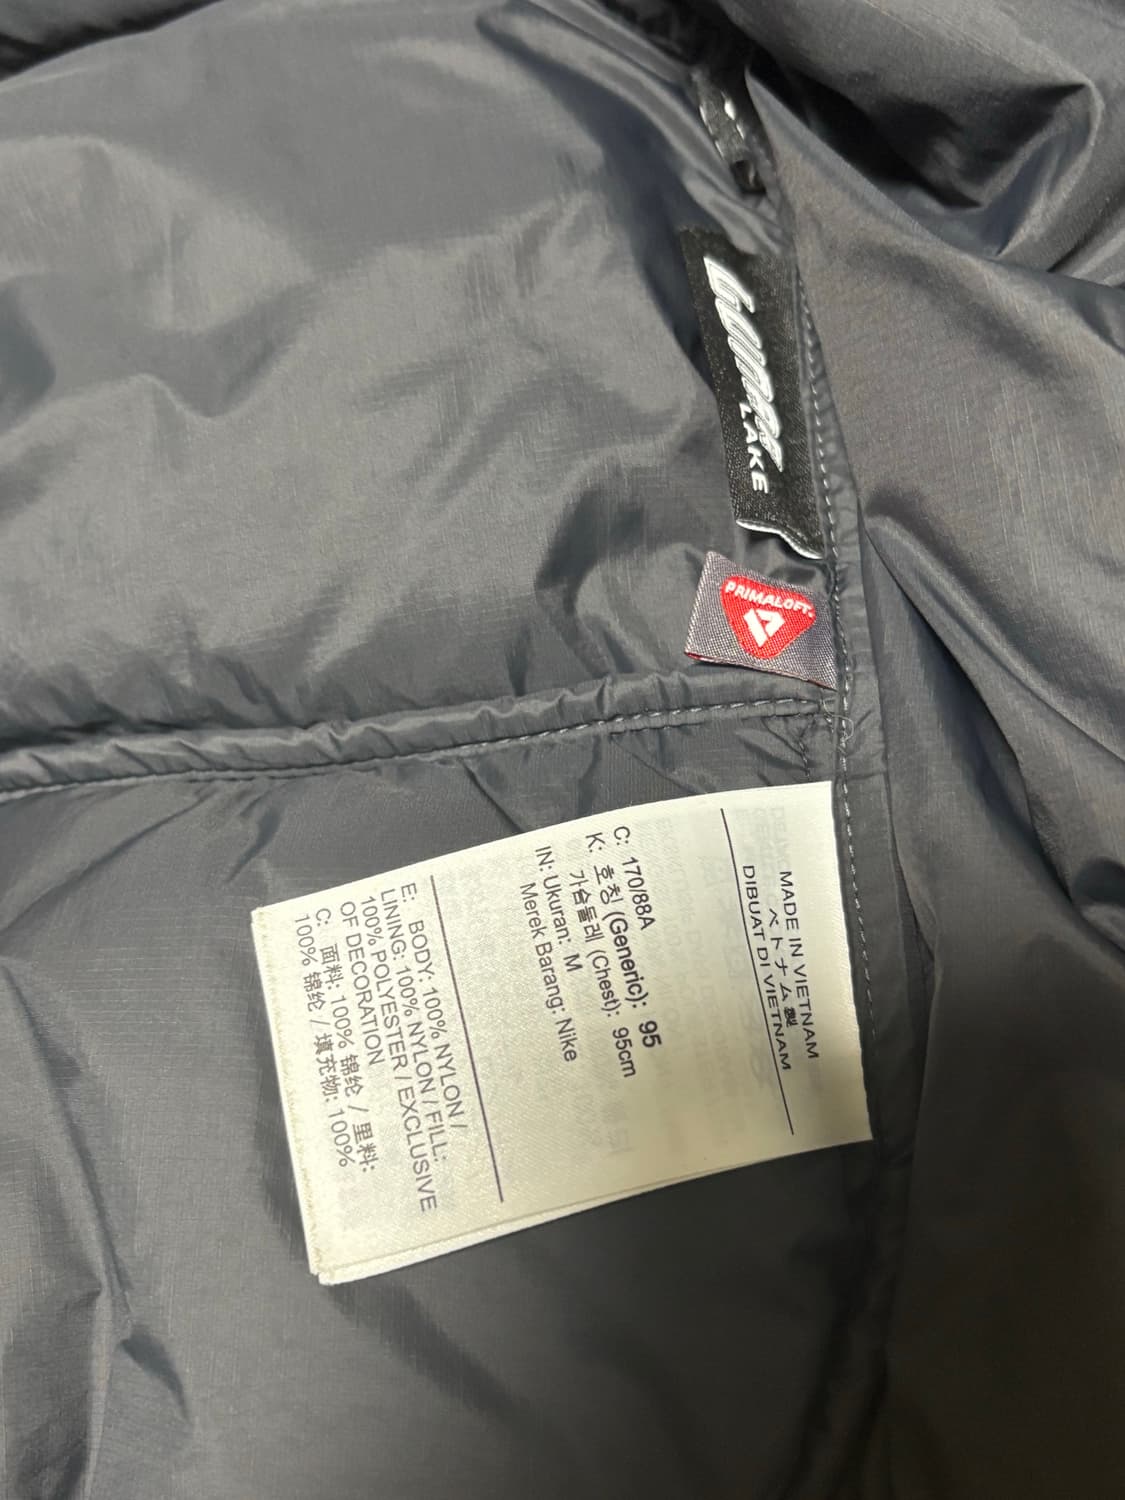 LAKE
PRIMALOFT.
MADE IN VIETNAM
ベトナム製
DIBUAT DI VIETNAM
C: 170/88A
K: 호칭 (Generic): 95
가슴둘레 (Chest): 95cm
IN: Ukuran: M
Merek Barang: Nike
E: BODY: 100% NYLON /
LINING: 100% NYLON / FILL:
100% POLYESTER / EXCLUSIVE
OF DECORATION
C: 面料: 100% 锦纶 / 里料:
100% 锦纶 / 填充物: 100%